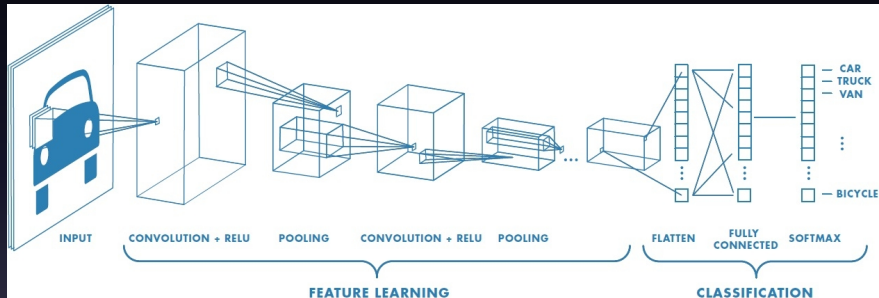 CAR
TRUCK
VAN
BICYCLE
INPUT
CONVOLUTION + RELU
POOLING
CONVOLUTION + RELU
POOLING
FLATTEN
FULLY
CONNECTED
SOFTMAX
FEATURE LEARNING
CLASSIFICATION